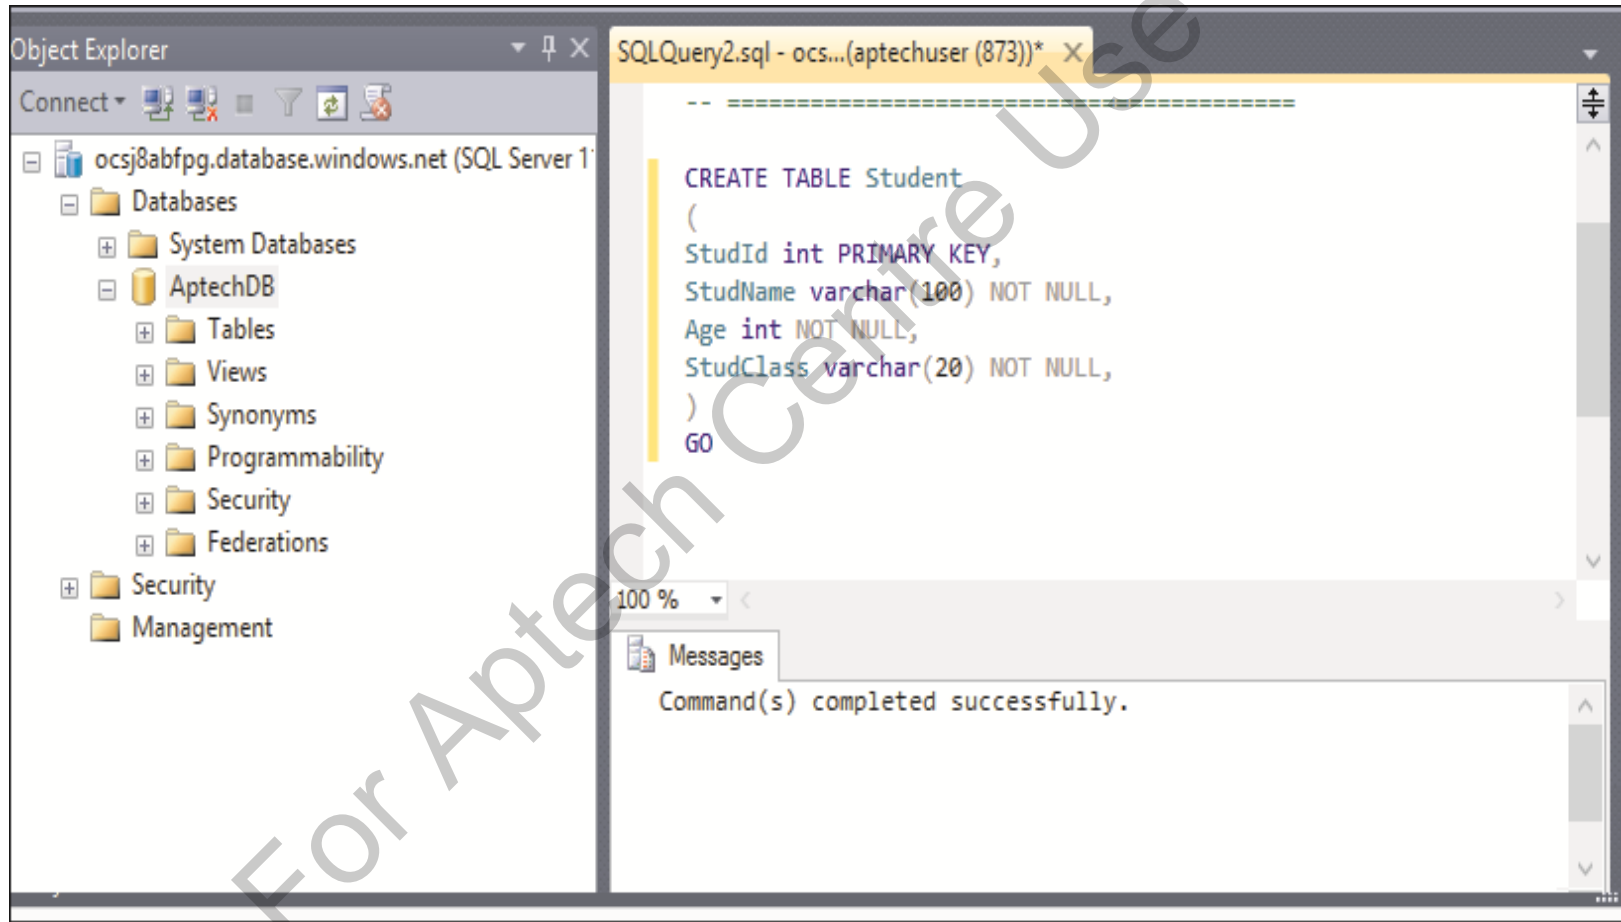 Object Explorer
Connect
ocsj8abfpg.database.windows.net (SQL Server 1
Databases
System Databases
AptechDB
Tables
Views
Synonyms
Programmability
Security
Federations
Security
Management
SQLQuery2.sql - ocs...(aptechuser (873))*
-- =========================================
CREATE TABLE Student
(
StudId int PRIMARY KEY,
StudName varchar(100) NOT NULL,
Age int NOT NULL,
StudClass varchar(20) NOT NULL,
)
GO
100 %
Messages
Command(s) completed successfully.
For Aptech Centre Use